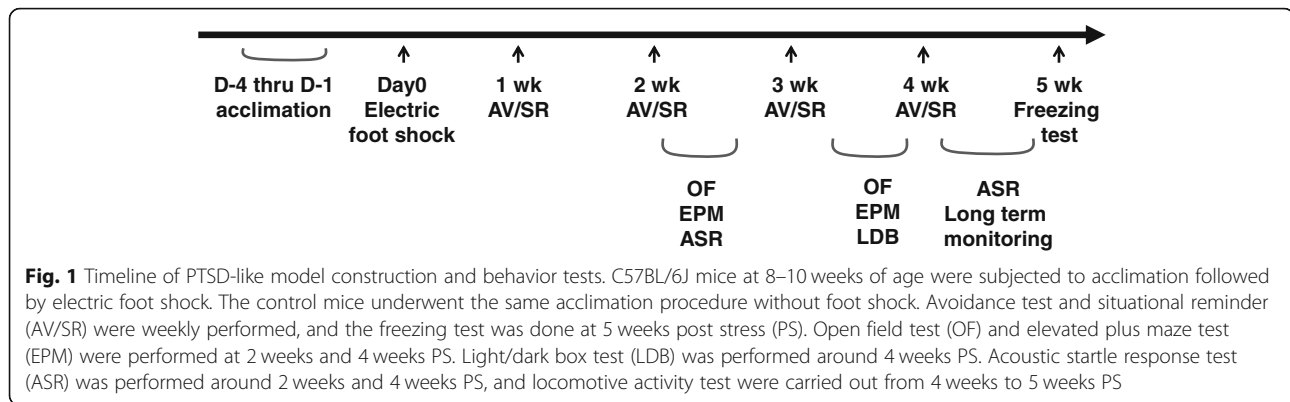 D-4 thru D-1 acclimation
Day0 Electric foot shock
1 wk AV/SR
2 wk AV/SR
3 wk AV/SR
4 wk AV/SR
5 wk Freezing test
OF EPM ASR
OF EPM LDB
ASR Long term monitoring
Fig. 1 Timeline of PTSD-like model construction and behavior tests. C57BL/6J mice at 8–10 weeks of age were subjected to acclimation followed
by electric foot shock. The control mice underwent the same acclimation procedure without foot shock. Avoidance test and situational reminder
(AV/SR) were weekly performed, and the freezing test was done at 5 weeks post stress (PS). Open field test (OF) and elevated plus maze test
(EPM) were performed at 2 weeks and 4 weeks PS. Light/dark box test (LDB) was performed around 4 weeks PS. Acoustic startle response test
(ASR) was performed around 2 weeks and 4 weeks PS, and locomotive activity test were carried out from 4 weeks to 5 weeks PS